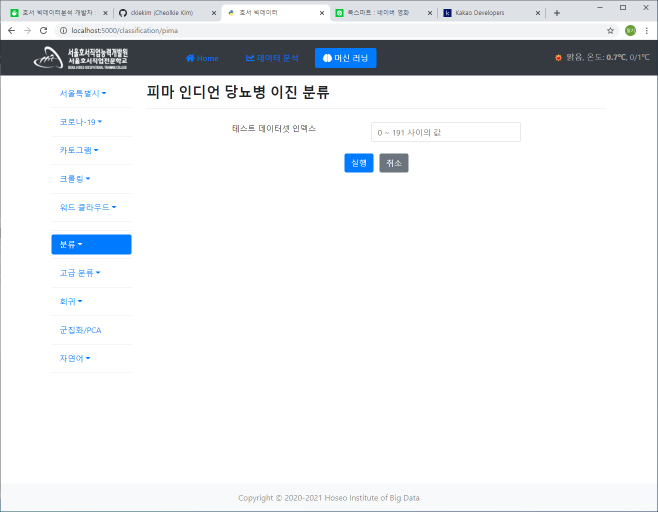 호서 빅데이터분석 개발자
ckiekim (Cheolkie Kim)
호서 빅데이터
북스마트 : 네이버 영화
Kakao Developers
localhost:5000/classification/pima
서울호서직업능력개발원
서울호서직업전문학교
Home
데이터 분석
머신 러닝
맑음, 온도: 0.7℃, 0/1℃
서울특별시
코로나-19
카토그램
크롤링
워드 클라우드
분류
고급 분류
회귀
군집화/PCA
자연어
피마 인디언 당뇨병 이진 분류
테스트 데이터셋 인덱스
0 ~ 191 사이의 값
실행
취소
Copyright © 2020-2021 Hoseo Institute of Big Data